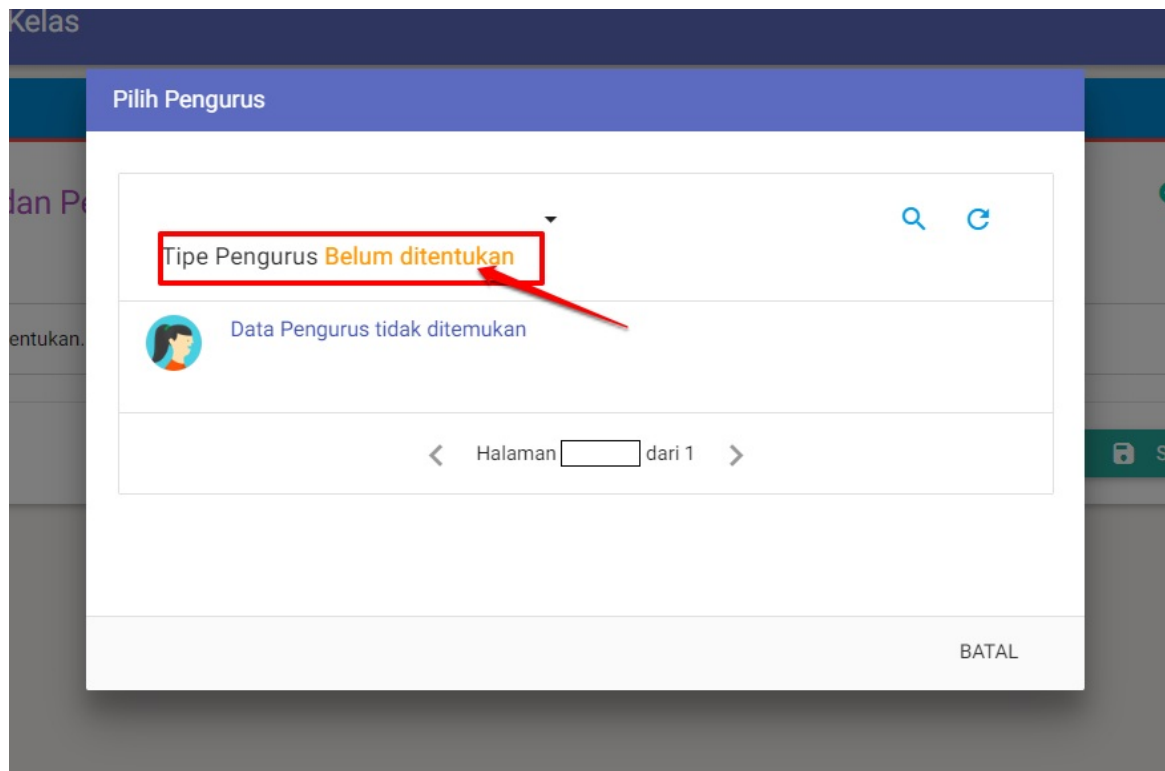 Kelas
Pilih Pengurus
dan Pe
Tipe Pengurus Belum ditentukan
entukan.
Data Pengurus tidak ditemukan
Halaman dari 1
S
BATAL